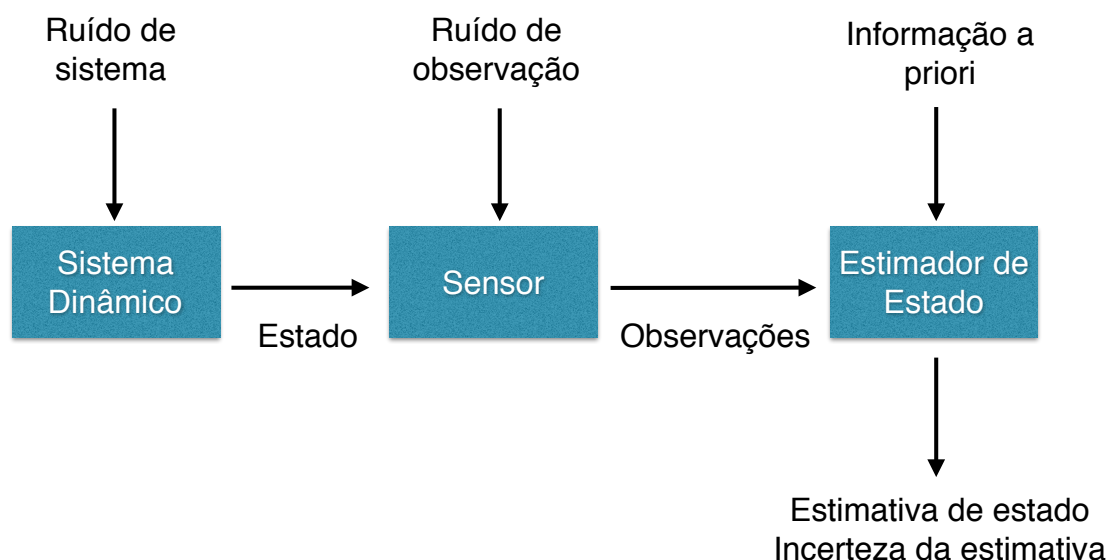 Ruído de
sistema
Ruído de
observação
Informação a
priori
Sistema
Dinâmico
Estado
Sensor
Observações
Estimador de
Estado
Estimativa de estado
Incerteza da estimativa